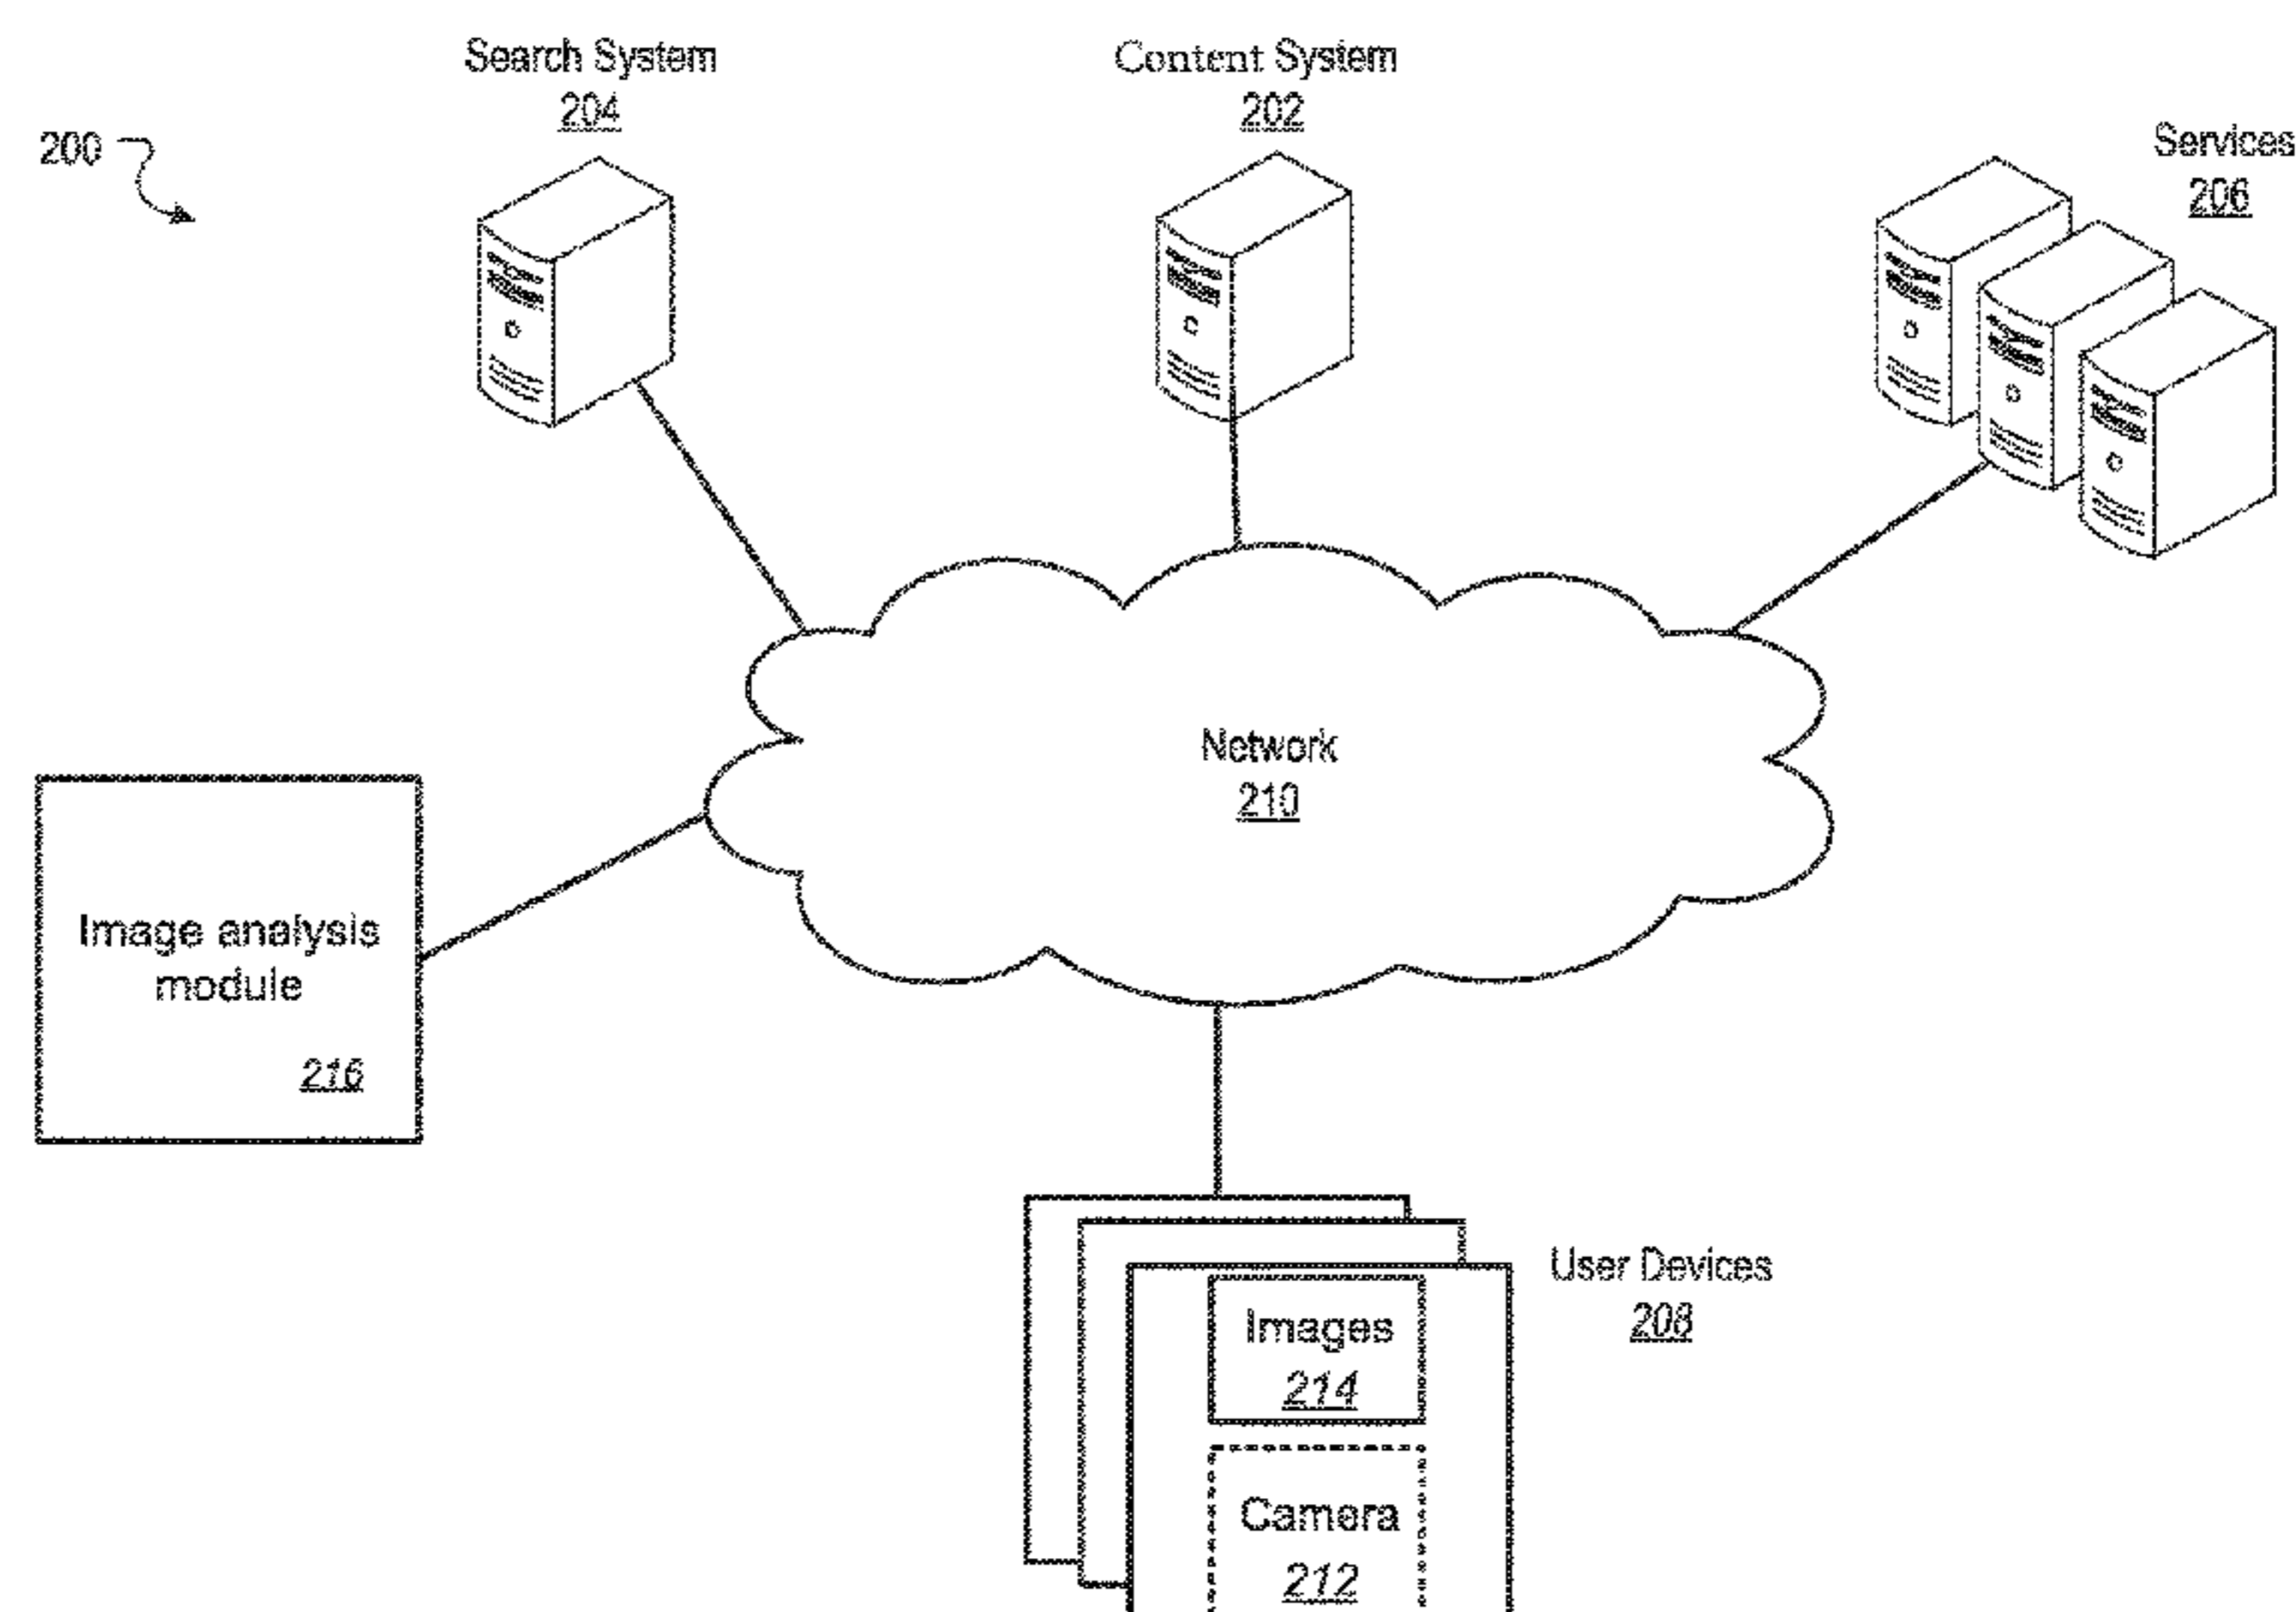 Search System
204
Content System
202
Services
206
200
Network
210
Image analysis
module
216
User Devices
208
Images
214
Camera
212